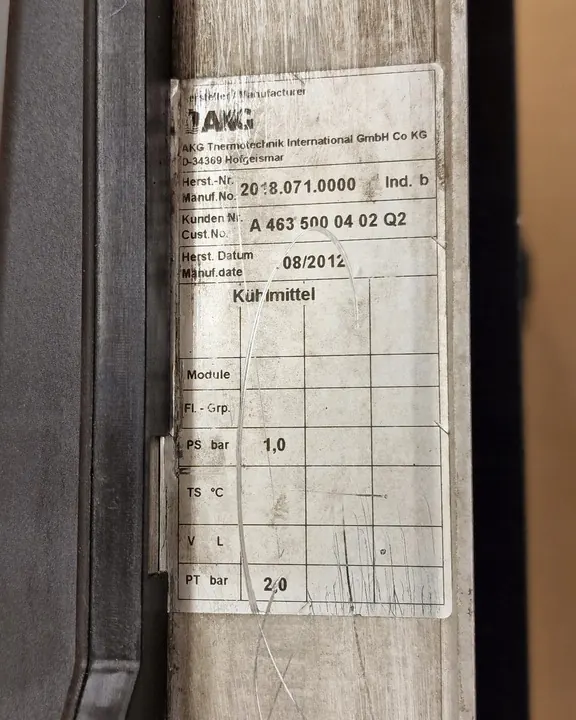 Hersteller / Manufacturer
AKG
AKG Thermotechnik International GmbH Co KG
D-34369 Hofgeismar
Herst.-Nr. 2018.071.0000 Ind. b
Manuf.No.
Kunden Nr. A 463 500 04 02 Q2
Cust.No.
Herst. Datum 08/2012
Manuf.date
Kühlmittel
Module
Fl. - Grp.
PS bar 1,0
TS °C
V L
PT bar 2,0